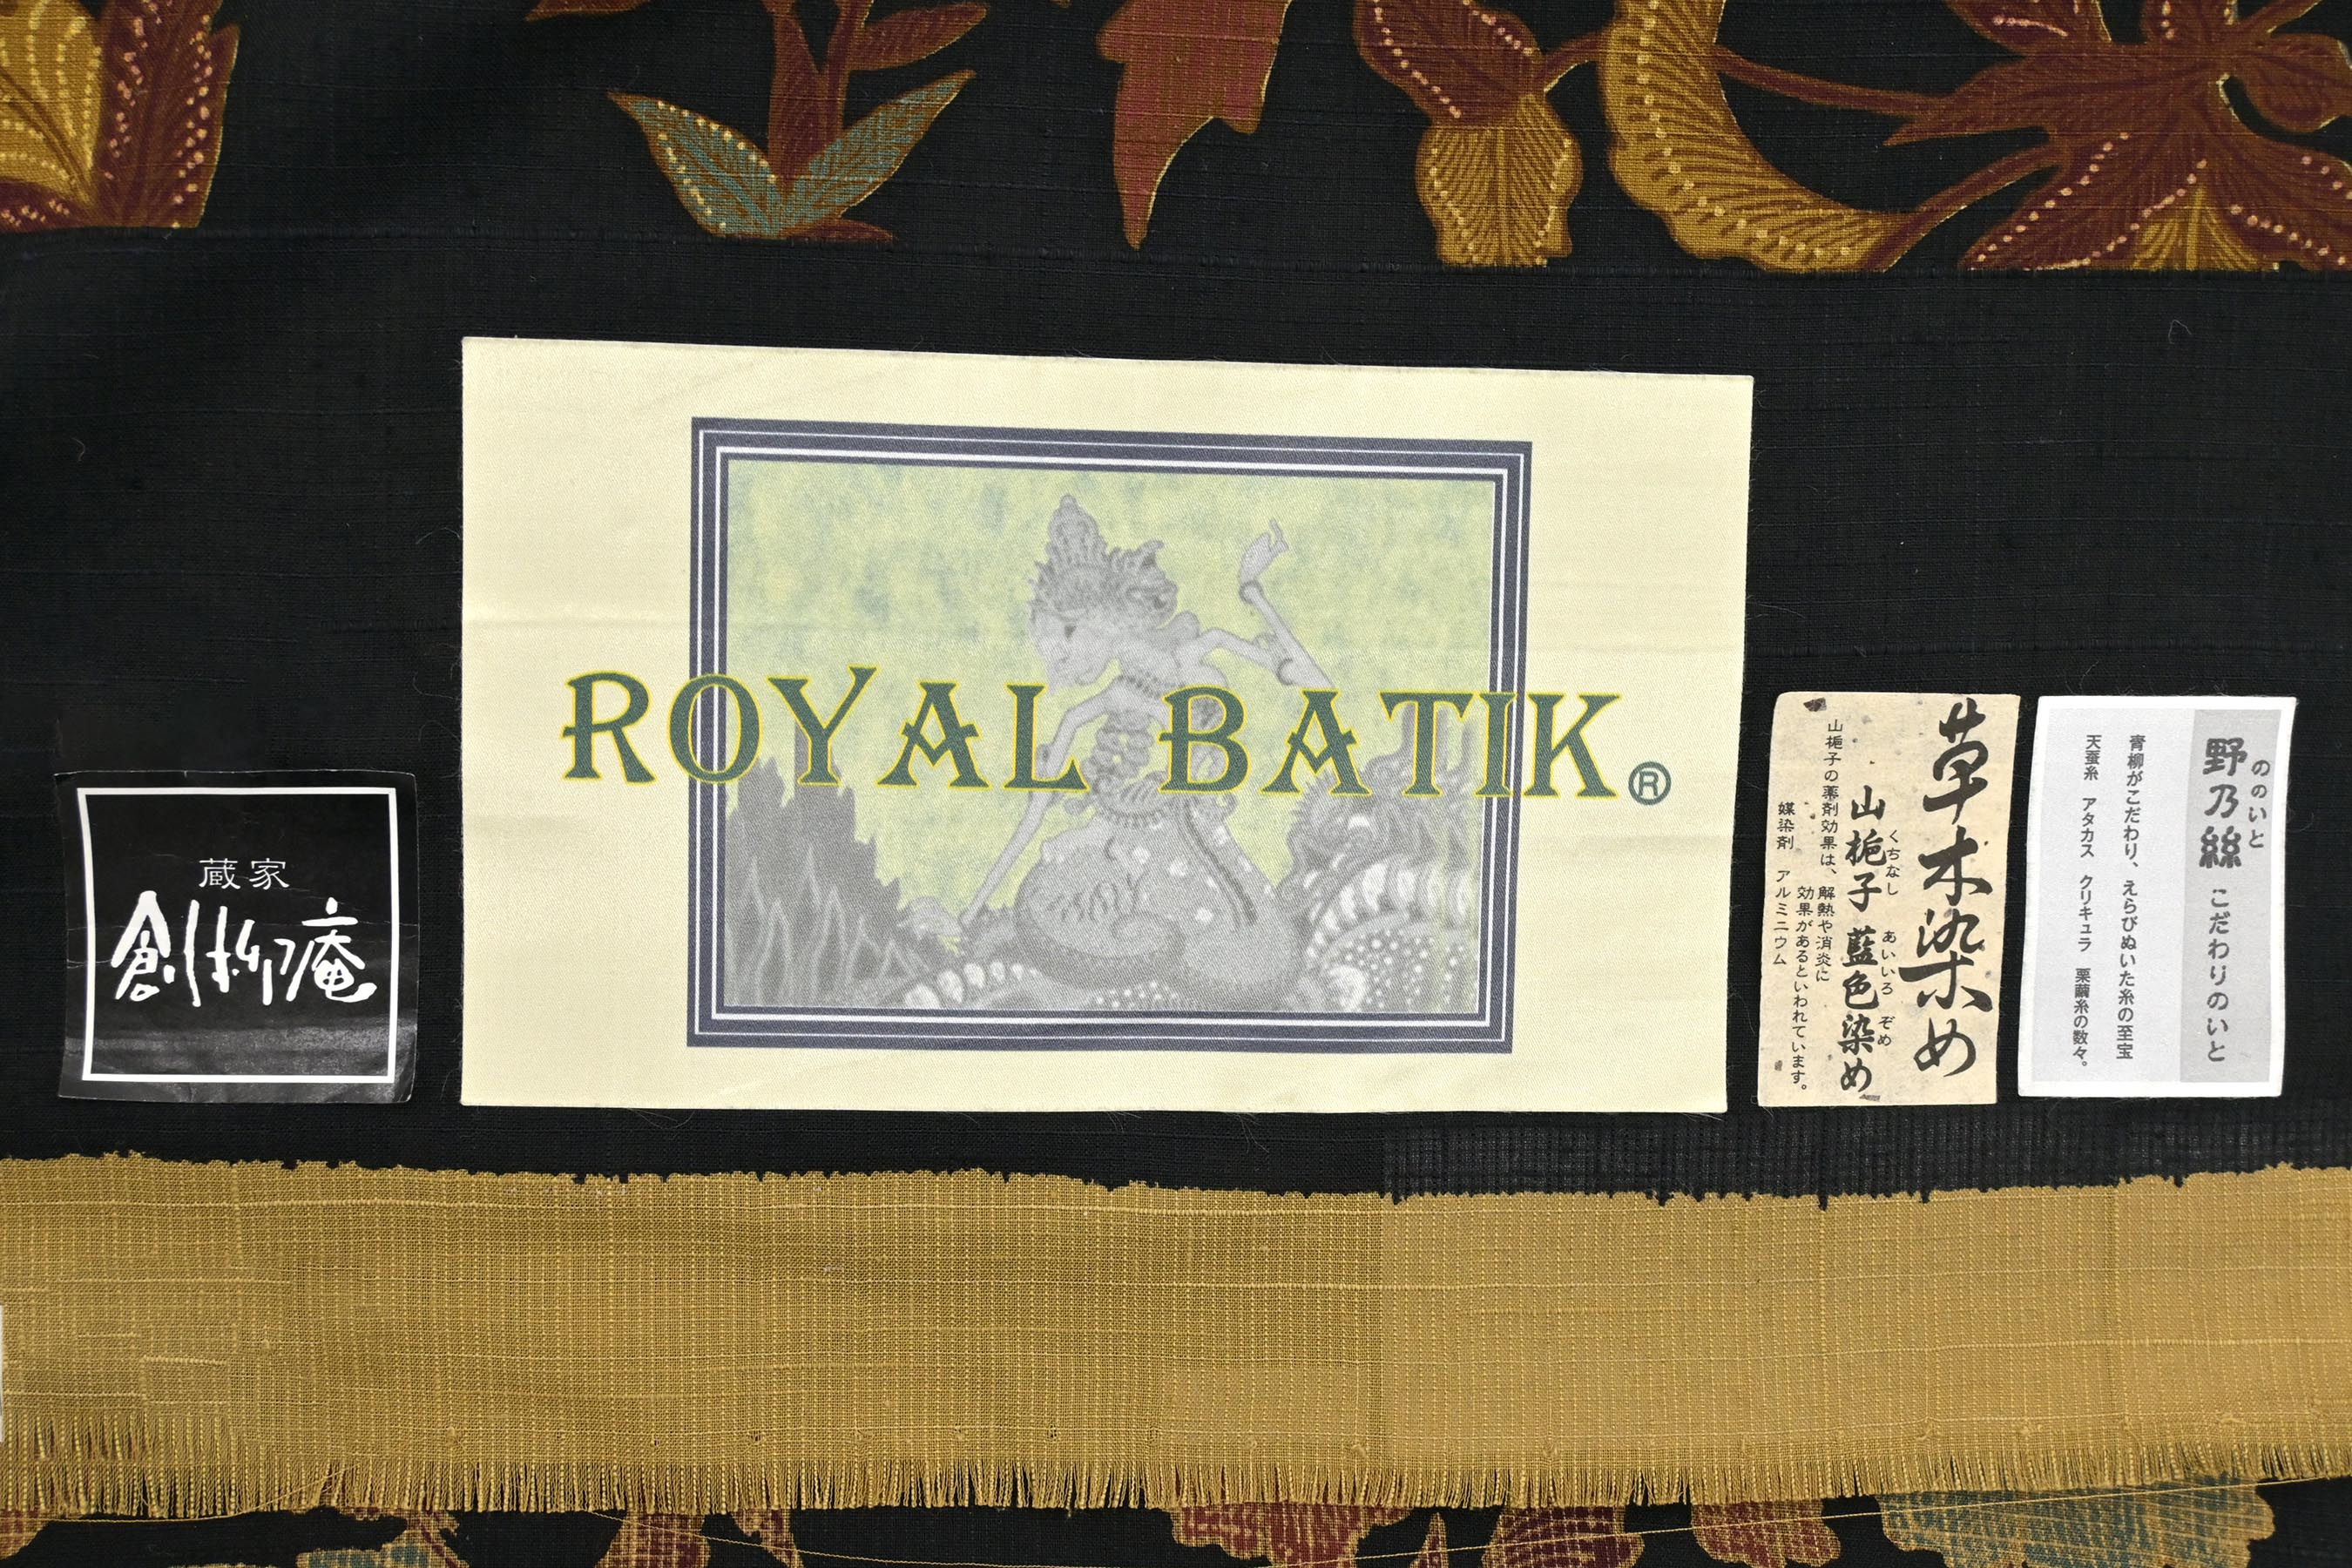 蔵家
創作柳庵
ROYAL BATIK®
草木染め
山梔子 藍色染め
くちなし あいいろ ぞめ
山梔子の薬剤効果は、解熱や消炎に
効果があるといわれています。
媒染剤 アルミニウム
ののいと
野乃絲 こだわりのいと
青柳がこだわり、えらびぬいた糸の至宝
天蚕糸 アタカス クリキュラ 栗繭糸の数々。